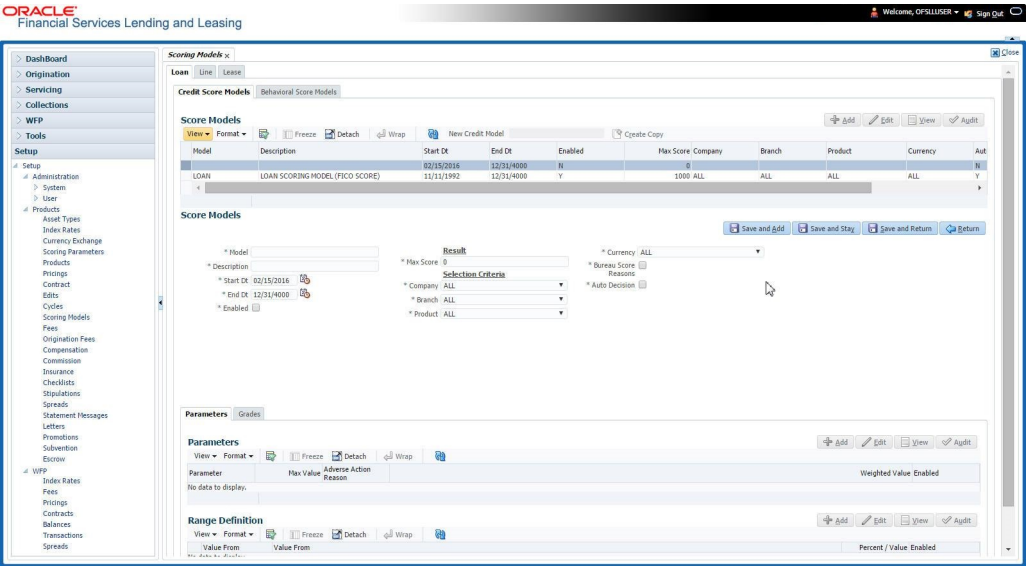 ORACLE
Financial Services Lending and Leasing
Welcome, OFSLLUSER Sign Out
Close
DashBoard
Origination
Servicing
Collections
WFP
Tools
Setup
Setup
Administration
System
User
Products
Asset Types
Index Rates
Currency Exchange
Scoring Parameters
Products
Pricings
Contract
Edits
Cycles
Scoring Models
Fees
Origination Fees
Compensation
Commission
Insurance
Checklists
Stipulations
Spreads
Statement Messages
Letters
Promotions
Subvention
Escrow
WFP
Index Rates
Fees
Pricings
Contracts
Balances
Transactions
Spreads
Scoring Models x
Loan Line Lease
Credit Score Models Behavioral Score Models
Score Models
Add Edit View Audit
View Format Freeze Detach Wrap New Credit Model Create Copy
Model Description Start Dt End Dt Enabled Max Score Company Branch Product Currency Aut
02/15/2016 12/31/4000 N 0 N
LOAN LOAN SCORING MODEL (FICO SCORE) 11/11/1992 12/31/4000 Y 1000 ALL ALL ALL ALL Y
Score Models
Save and Add Save and Stay Save and Return Return
* Model
* Description
* Start Dt 02/15/2016
* End Dt 12/31/4000
* Enabled
Result
* Max Score 0
Selection Criteria
* Company ALL
* Branch ALL
* Product ALL
* Currency ALL
* Bureau Score
Reasons
* Auto Decision
Parameters Grades
Parameters
Add Edit View Audit
View Format Freeze Detach Wrap
Parameter Max Value Adverse Action
Reason
Weighted Value Enabled
No data to display.
Range Definition
Add Edit View Audit
View Format Freeze Detach Wrap
Value From Value From Percent / Value Enabled